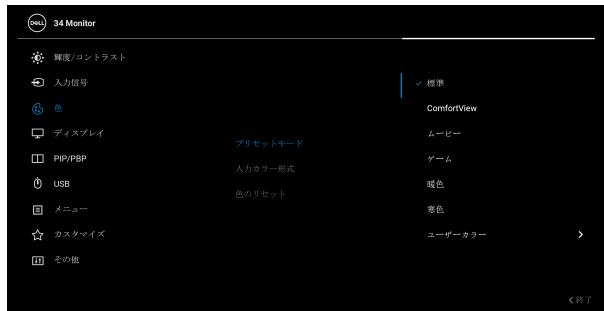 DELL 34 Monitor
輝度/コントラスト
入力信号
✓ 標準
色
ComfortView
ディスプレイ
ムービー
プリセットモード
PIP/PBP
ゲーム
入力カラー形式
USB
暖色
色のリセット
メニュー
寒色
カスタマイズ
ユーザーカラー
その他
終了